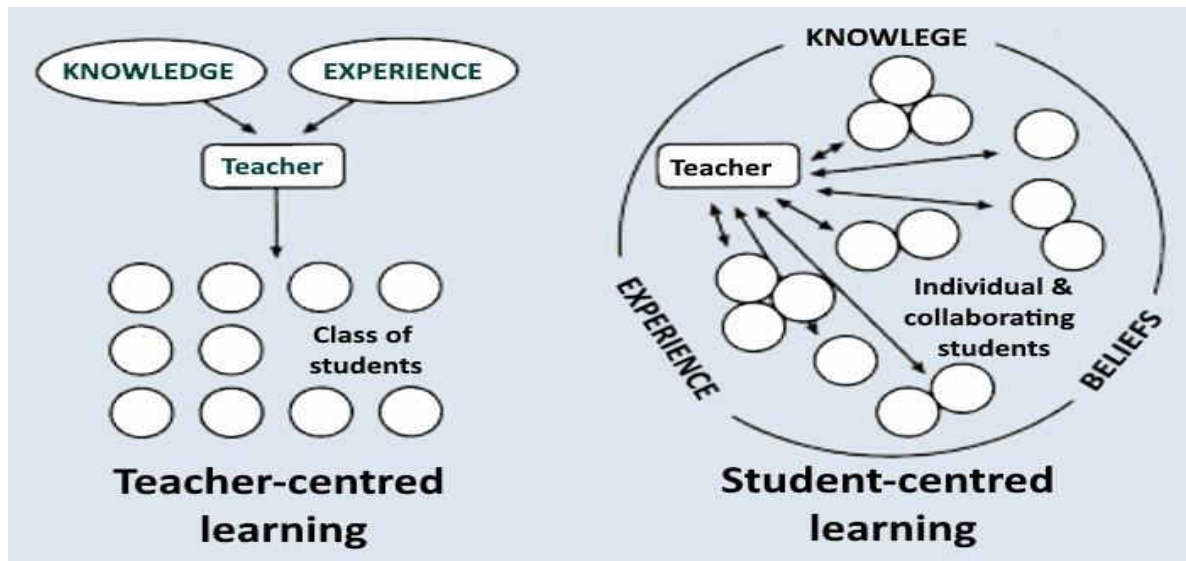 KNOWLEDGE
EXPERIENCE
Teacher
Class of
students
Teacher-centred
learning
KNOWLEGE
Teacher
EXPERIENCE
BELIEFS
Individual &
collaborating
students
Student-centred
learning